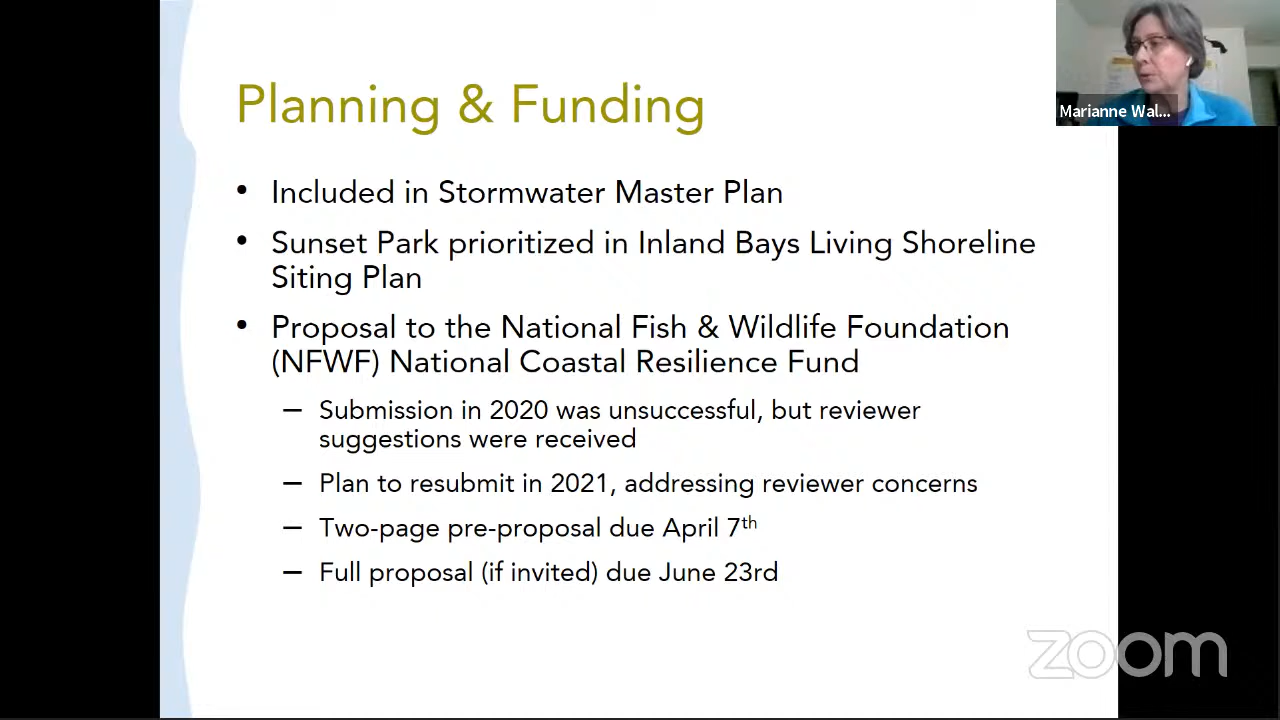 Planning & Funding
Marianne Wal...
• Included in Stormwater Master Plan
• Sunset Park prioritized in Inland Bays Living Shoreline
Siting Plan
• Proposal to the National Fish & Wildlife Foundation
(NFWF) National Coastal Resilience Fund
– Submission in 2020 was unsuccessful, but reviewer
suggestions were received
– Plan to resubmit in 2021, addressing reviewer concerns
– Two-page pre-proposal due April 7th
– Full proposal (if invited) due June 23rd
zoom